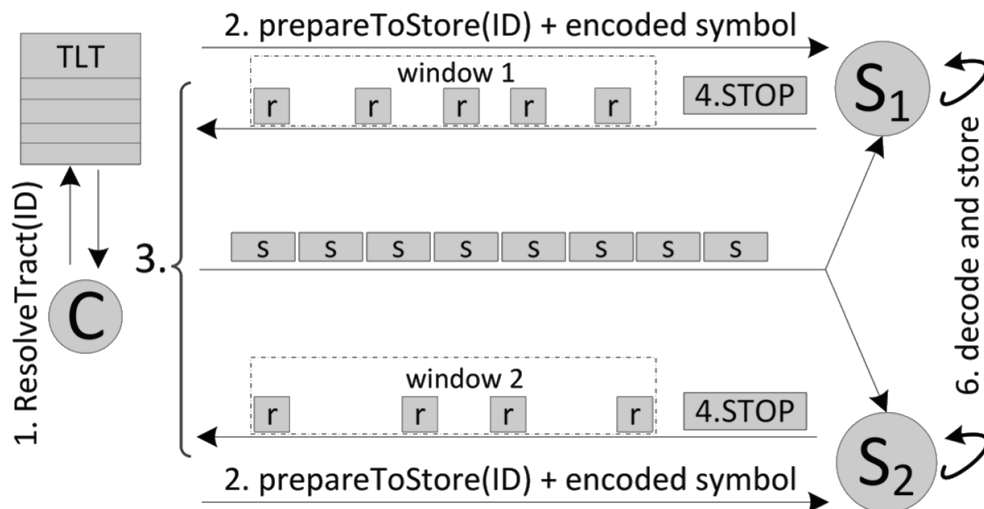 2. prepareToStore(ID) + encoded symbol
TLT
window 1
r r r r r
4.STOP
S1
1. ResolveTract(ID)
3.
s s s s s s s s
C
6. decode and store
window 2
r r r r
4.STOP
S2
2. prepareToStore(ID) + encoded symbol